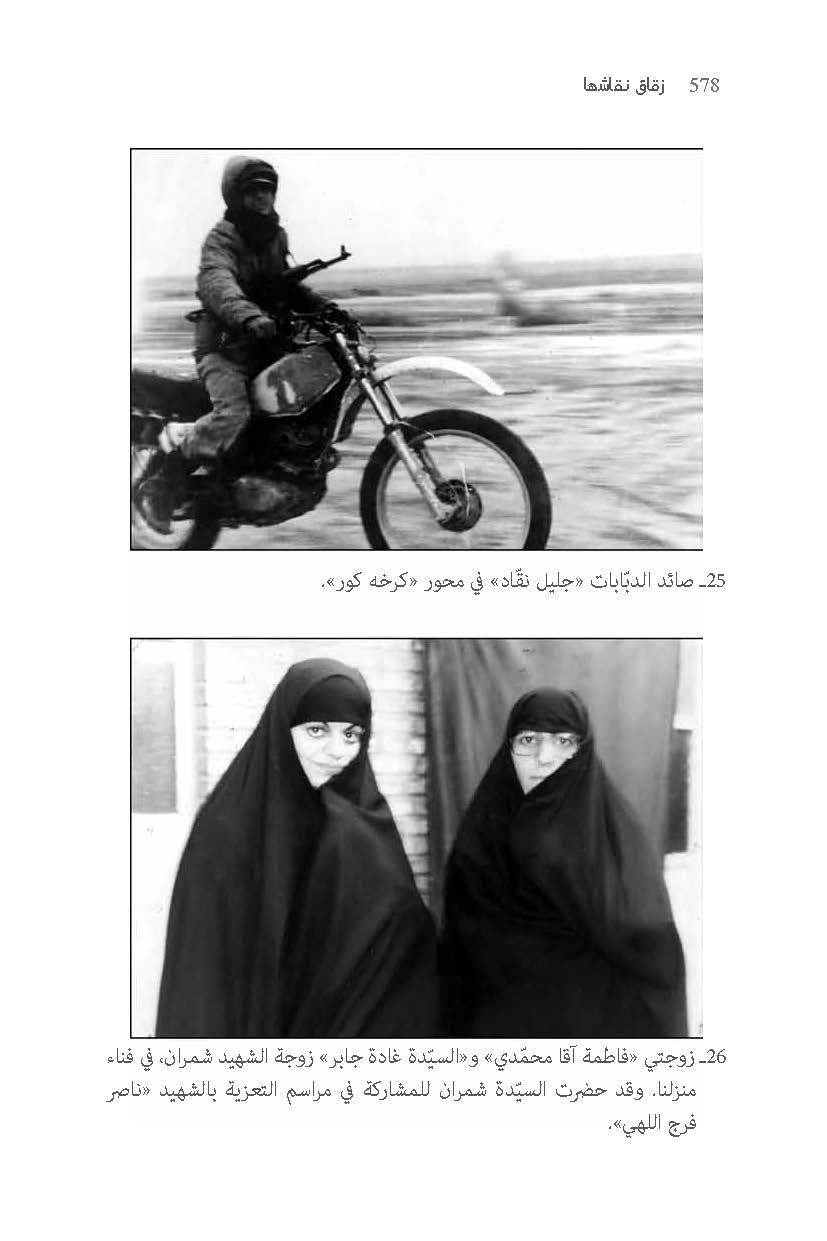 578 زقاق نقاشها
25ـ صائد الدبّابات «جليل نقّاد» في محور «كرخه كور».
26ـ زوجتي «فاطمة آقا محمّدي» و«السيّدة غادة جابر» زوجة الشهيد شمران، في فناء
منزلنا. وقد حضرت السيّدة شمران للمشاركة في مراسم التعزية بالشهيد «ناصر
فرج اللهي».